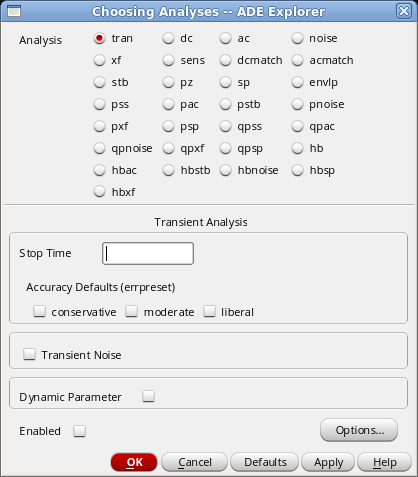 Choosing Analyses -- ADE Explorer
Analysis tran dc ac noise
xf sens dcmatch acmatch
stb pz sp envlp
pss pac pstb pnoise
pxf psp qpss qpac
qpnoise qpxf qpsp hb
hbac hbstb hbnoise hbsp
hbxf
Transient Analysis
Stop Time
Accuracy Defaults (errpreset)
conservative moderate liberal
Transient Noise
Dynamic Parameter
Enabled Options...
OK Cancel Defaults Apply Help